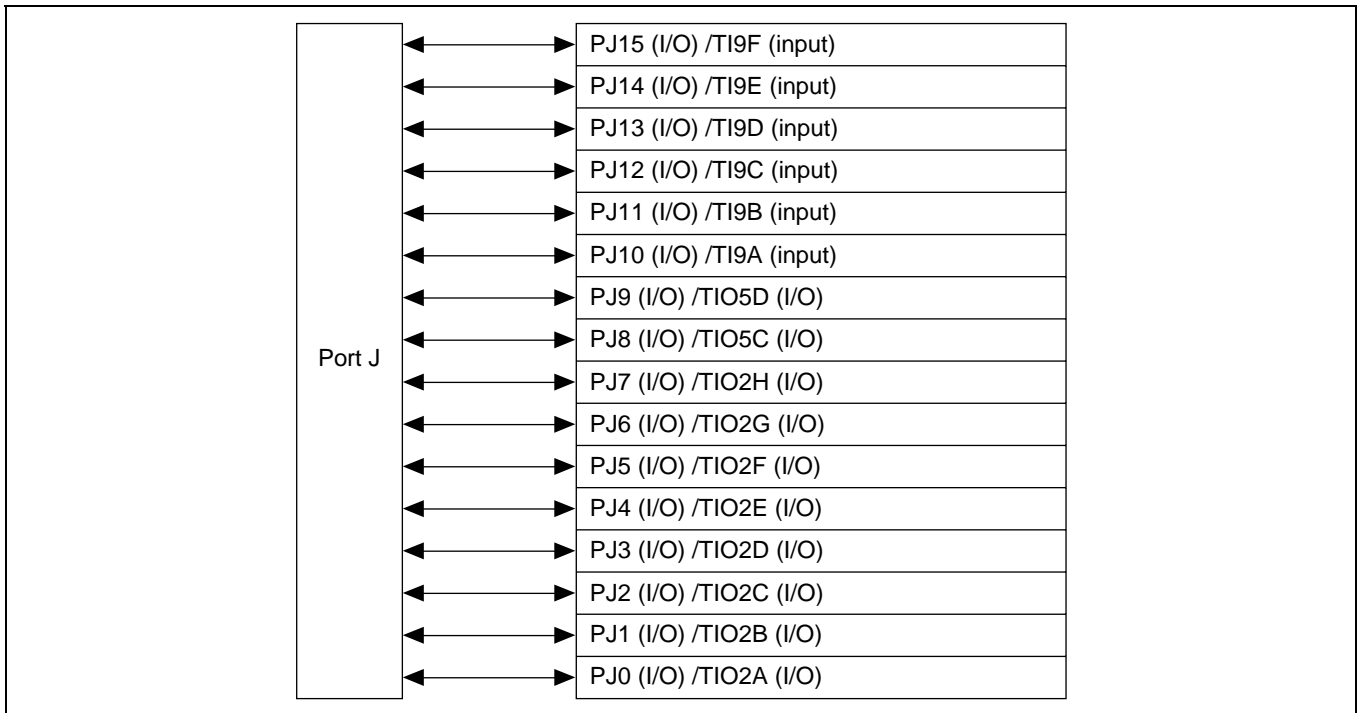 PJ15 (I/O) /TI9F (input)
PJ14 (I/O) /TI9E (input)
PJ13 (I/O) /TI9D (input)
PJ12 (I/O) /TI9C (input)
PJ11 (I/O) /TI9B (input)
PJ10 (I/O) /TI9A (input)
PJ9 (I/O) /TIO5D (I/O)
PJ8 (I/O) /TIO5C (I/O)
Port J
PJ7 (I/O) /TIO2H (I/O)
PJ6 (I/O) /TIO2G (I/O)
PJ5 (I/O) /TIO2F (I/O)
PJ4 (I/O) /TIO2E (I/O)
PJ3 (I/O) /TIO2D (I/O)
PJ2 (I/O) /TIO2C (I/O)
PJ1 (I/O) /TIO2B (I/O)
PJ0 (I/O) /TIO2A (I/O)